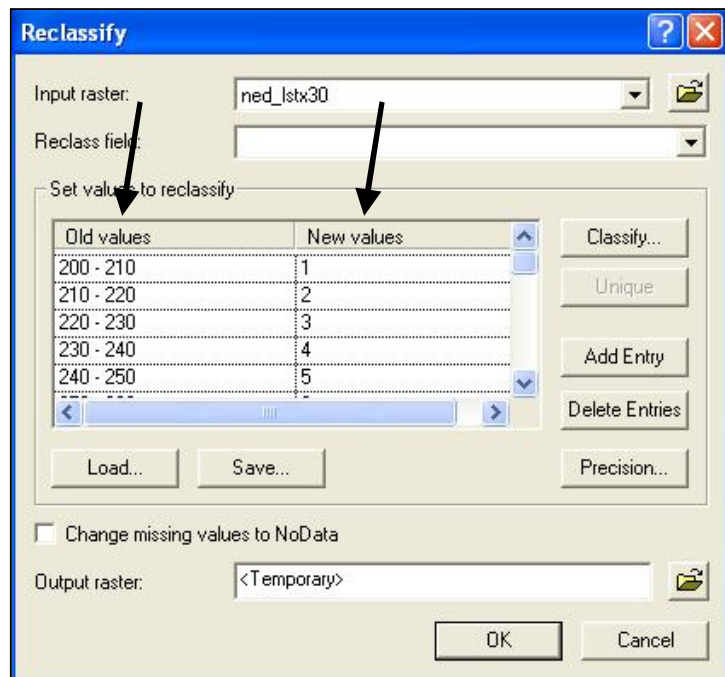 Reclassify
Input raster: ned_lstx30
Reclass field:
Set values to reclassify
Old values New values Classify...
200 - 210 1
210 - 220 2 Unique
220 - 230 3
230 - 240 4 Add Entry
240 - 250 5
Delete Entries
Load... Save... Precision...
Change missing values to NoData
Output raster: <Temporary>
OK Cancel